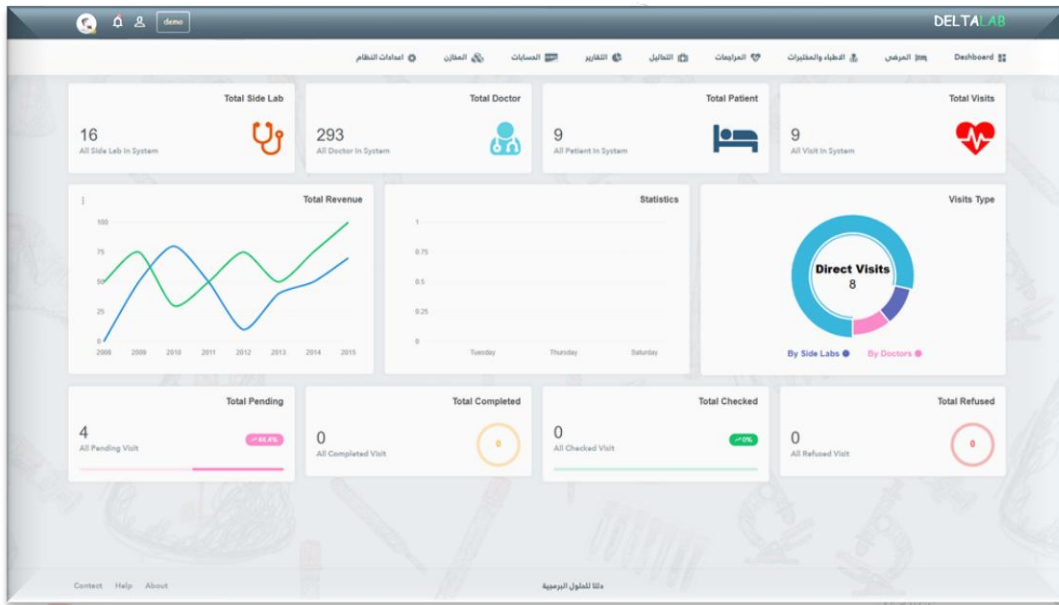 demo
DELTALAB
Dashboard
المرضى
الاطباء والمختبرات
المراجعات
التحاليل
التقارير
الحسابات
المخازن
اعدادات النظام
Total Side Lab
16
All Side Lab In System
Total Doctor
293
All Doctor In System
Total Patient
9
All Patient In System
Total Visits
9
All Visit In System
Total Revenue
100
75
50
25
0
2008 2009 2010 2011 2012 2013 2014 2015
Statistics
1
0.75
0.5
0.25
0
Tuesday Thursday Saturday
Visits Type
Direct Visits
8
By Side Labs
By Doctors
Total Pending
4
All Pending Visit
Total Completed
0
All Completed Visit
0
Total Checked
0
All Checked Visit
0%
Total Refused
0
All Refused Visit
0
Contact Help About
دلتا للحلول البرمجية